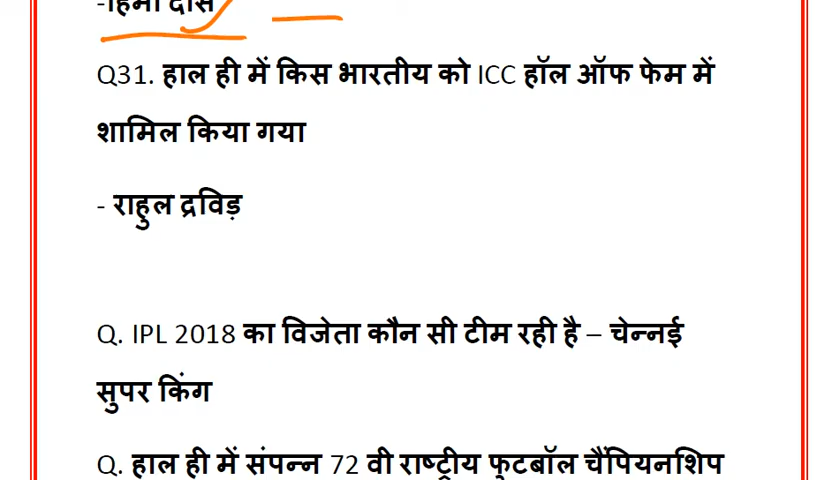 -हिमा दास
Q31. हाल ही में किस भारतीय को ICC हॉल ऑफ फेम में
शामिल किया गया
- राहुल द्रविड़
Q. IPL 2018 का विजेता कौन सी टीम रही है – चेन्नई
सुपर किंग
Q. हाल ही में संपन्न 72 वी राष्ट्रीय फुटबॉल चैंपियनशिप